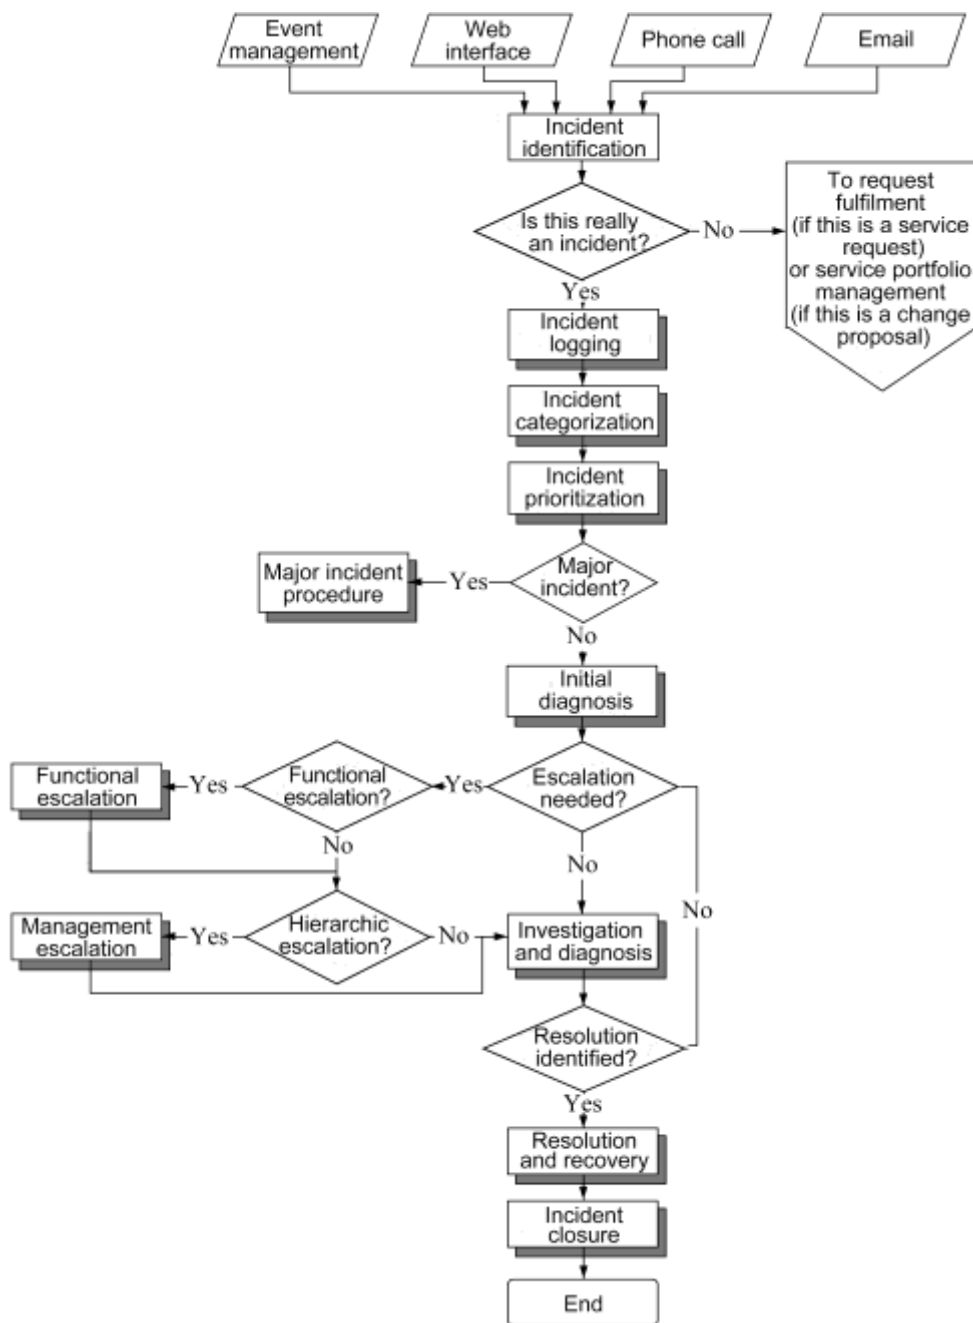 Event
management
Web
interface
Phone call
Email
Incident
identification
Is this really
an incident?
No
To request
fulfilment
(if this is a service
request)
or service portfolio
management
(if this is a change
proposal)
Yes
Incident
logging
Incident
categorization
Incident
prioritization
Major incident
procedure
Yes
Major
incident?
No
Initial
diagnosis
Functional
escalation
Yes
Functional
escalation?
Yes
Escalation
needed?
No
No
No
Management
escalation
Yes
Hierarchic
escalation?
No
Investigation
and diagnosis
Resolution
identified?
Yes
Resolution
and recovery
Incident
closure
End